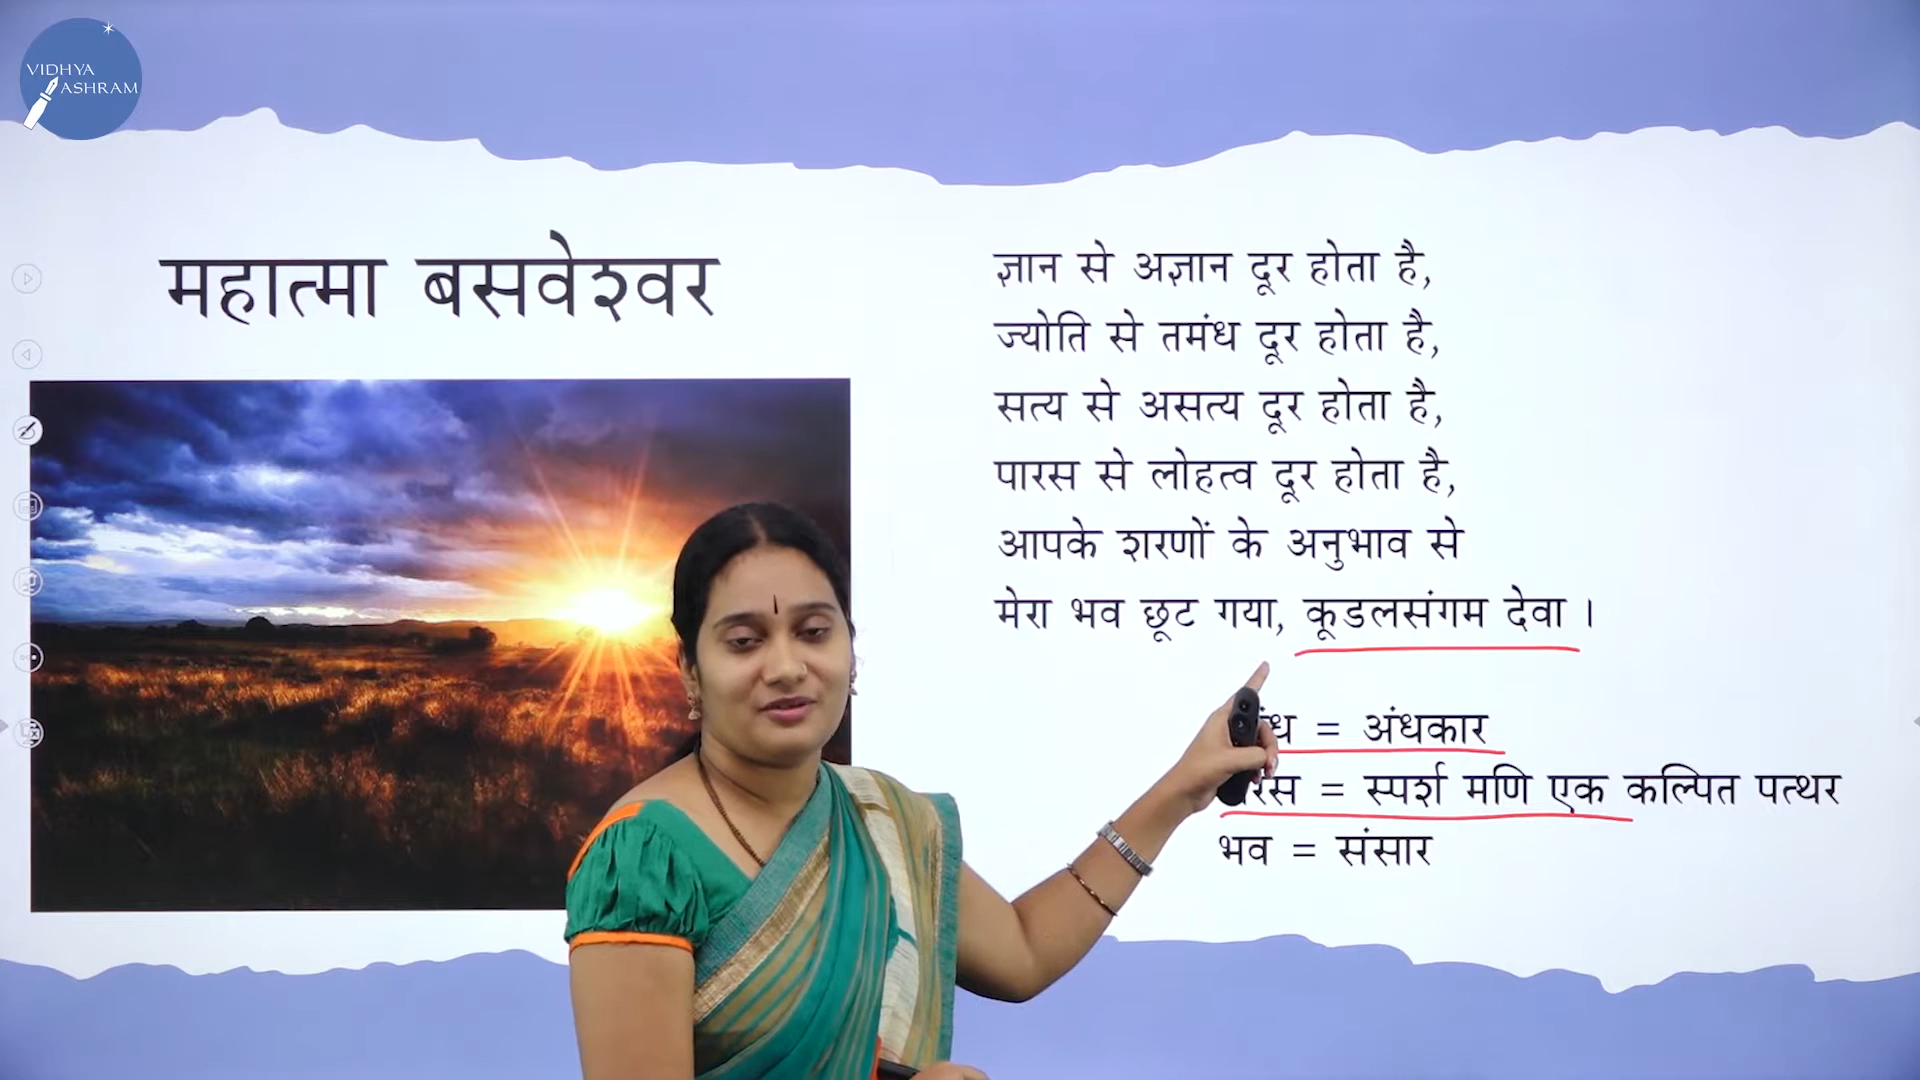 VIDHYA
ASHRAM
महात्मा बसवेश्वर
ज्ञान से अज्ञान दूर होता है,
ज्योति से तमंध दूर होता है,
सत्य से असत्य दूर होता है,
पारस से लोहत्व दूर होता है,
आपके शरणों के अनुभाव से
मेरा भव छूट गया, कूडलसंगम देवा ।
= अंधकार
= स्पर्श मणि एक कल्पित पत्थर
भव = संसार